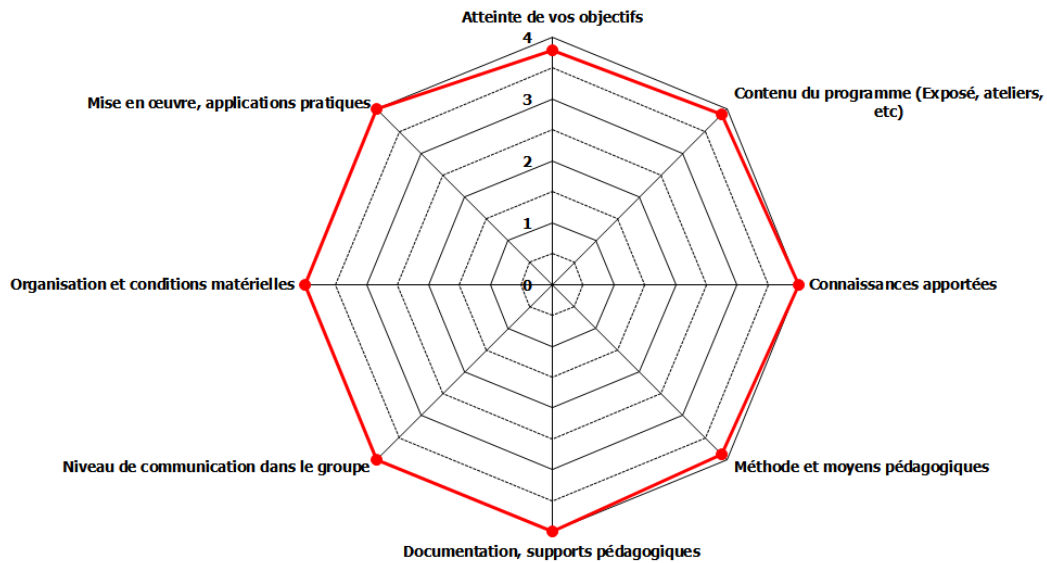 Atteinte de vos objectifs
4
Contenu du programme (Exposé, ateliers,
etc)
Mise en œuvre, applications pratiques
3
2
1
Organisation et conditions matérielles
0
Connaissances apportées
Niveau de communication dans le groupe
Méthode et moyens pédagogiques
Documentation, supports pédagogiques